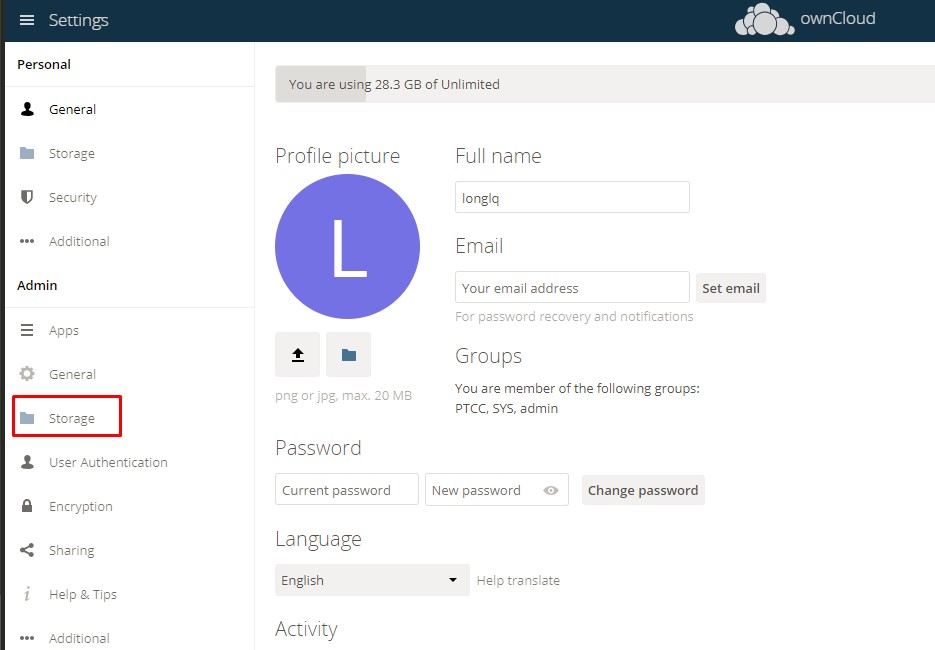 Settings
ownCloud
Personal
General
Storage
Security
Additional
Admin
Apps
General
Storage
User Authentication
Encryption
Sharing
Help & Tips
Additional
You are using 28.3 GB of Unlimited
Profile picture
L
png or jpg, max. 20 MB
Full name
longlq
Email
Your email address
Set email
For password recovery and notifications
Groups
You are member of the following groups:
PTCC, SYS, admin
Password
Current password
New password
Change password
Language
English
Help translate
Activity